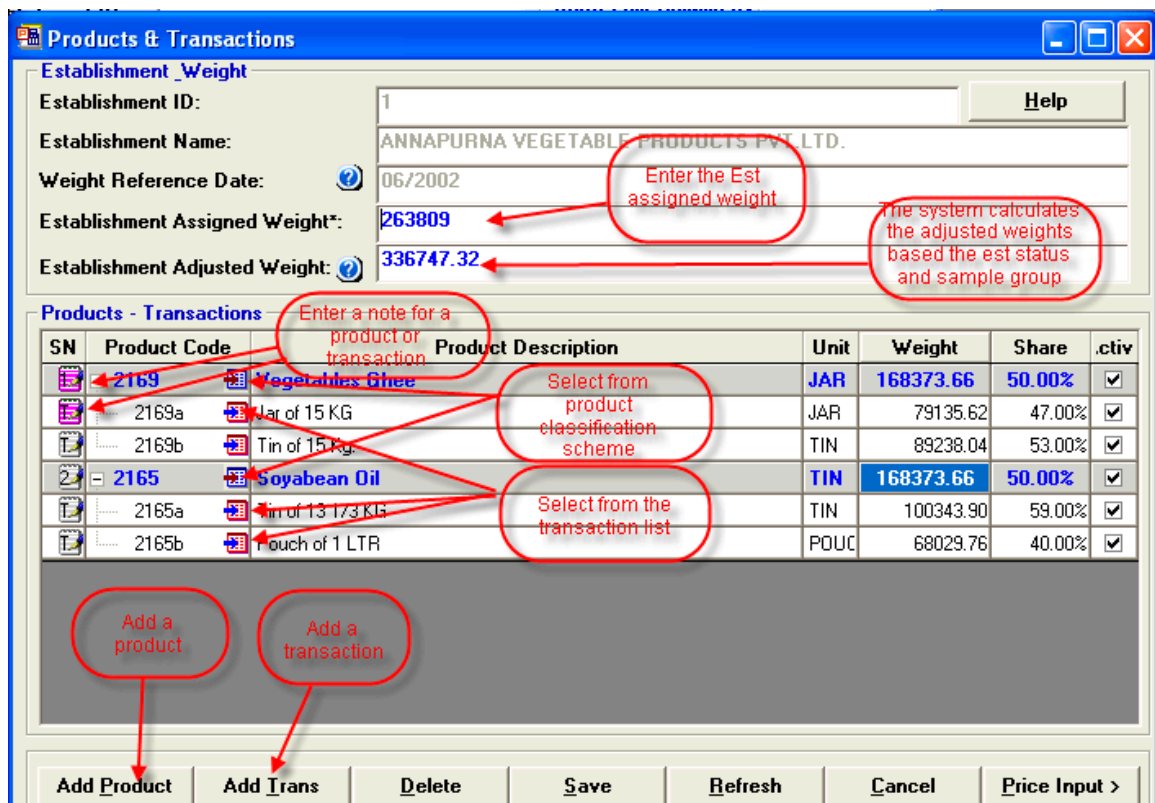 Products & Transactions
Establishment _Weight
Establishment ID:
1
Help
Establishment Name:
ANNAPURNA VEGETABLE PRODUCTS PVT.LTD.
Weight Reference Date:
06/2002
Enter the Est
assigned weight
Establishment Assigned Weight*:
263809
The system calculates
the adjusted weights
based the est status
and sample group
Establishment Adjusted Weight:
336747.32
Products - Transactions
Enter a note for a
product or
transaction
SN Product Code Product Description Unit Weight Share .ctiv
2169 Vegetables Ghee JAR 168373.66 50.00%
T 2169a Jar of 15 KG JAR 79135.62 47.00%
T 2169b Tin of 15 Kg. TIN 89238.04 53.00%
2 2165 Soyabean Oil TIN 168373.66 50.00%
T 2165a Tin of 13 1/3 KG TIN 100343.90 59.00%
T 2165b Pouch of 1 LTR POUC 68029.76 40.00%
Select from
product
classification
scheme
Select from the
transaction list
Add a
product
Add a
transaction
Add Product Add Trans Delete Save Refresh Cancel Price Input >